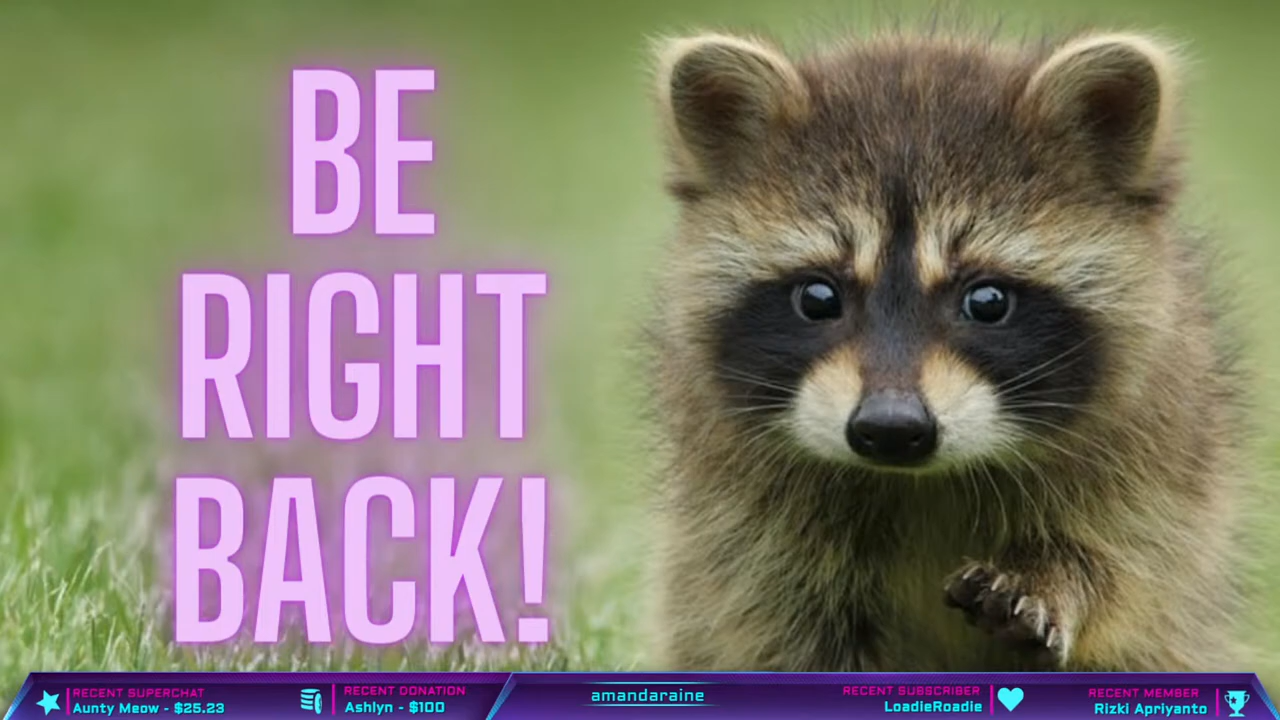 BE
RIGHT
BACK!
RECENT SUPERCHAT
Aunty Meow - $25.23
RECENT DONATION
Ashlyn - $100
amandaraine
RECENT SUBSCRIBER
LoadieRoadie
RECENT MEMBER
Rizki Apriyanto